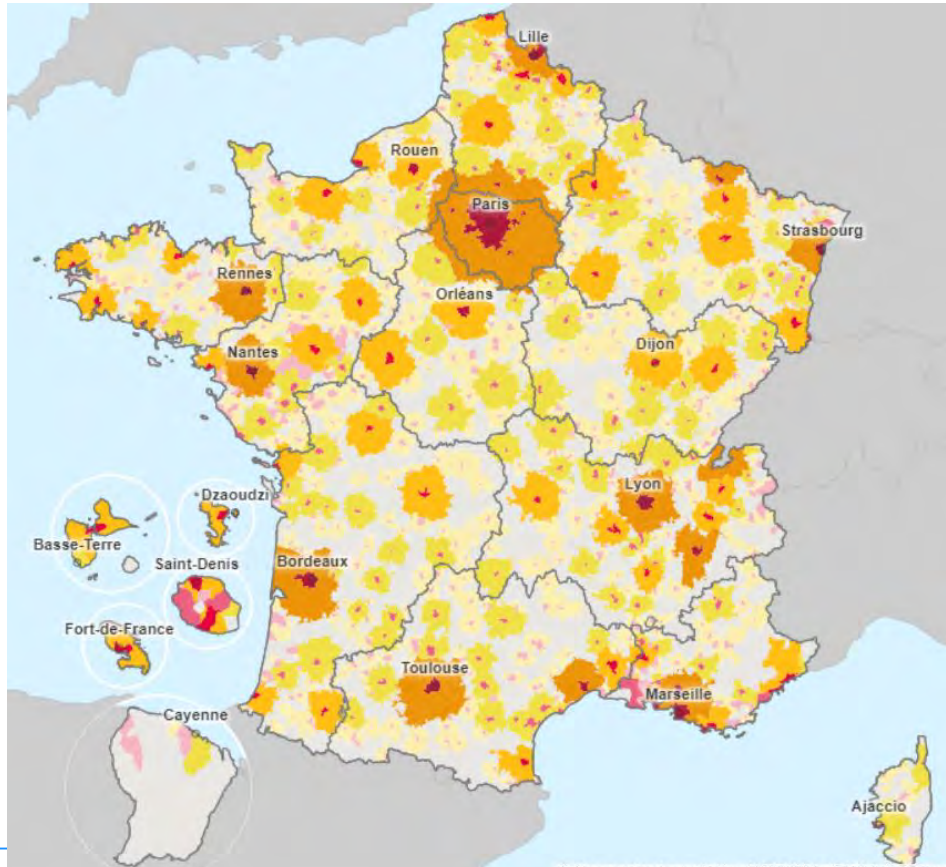 Lille
Rouen
Paris
Strasbourg
Rennes
Orléans
Nantes
Dijon
Lyon
Dzaoudzi
Basse-Terre
Saint-Denis
Bordeaux
Fort-de-France
Toulouse
Marseille
Cayenne
Ajaccio